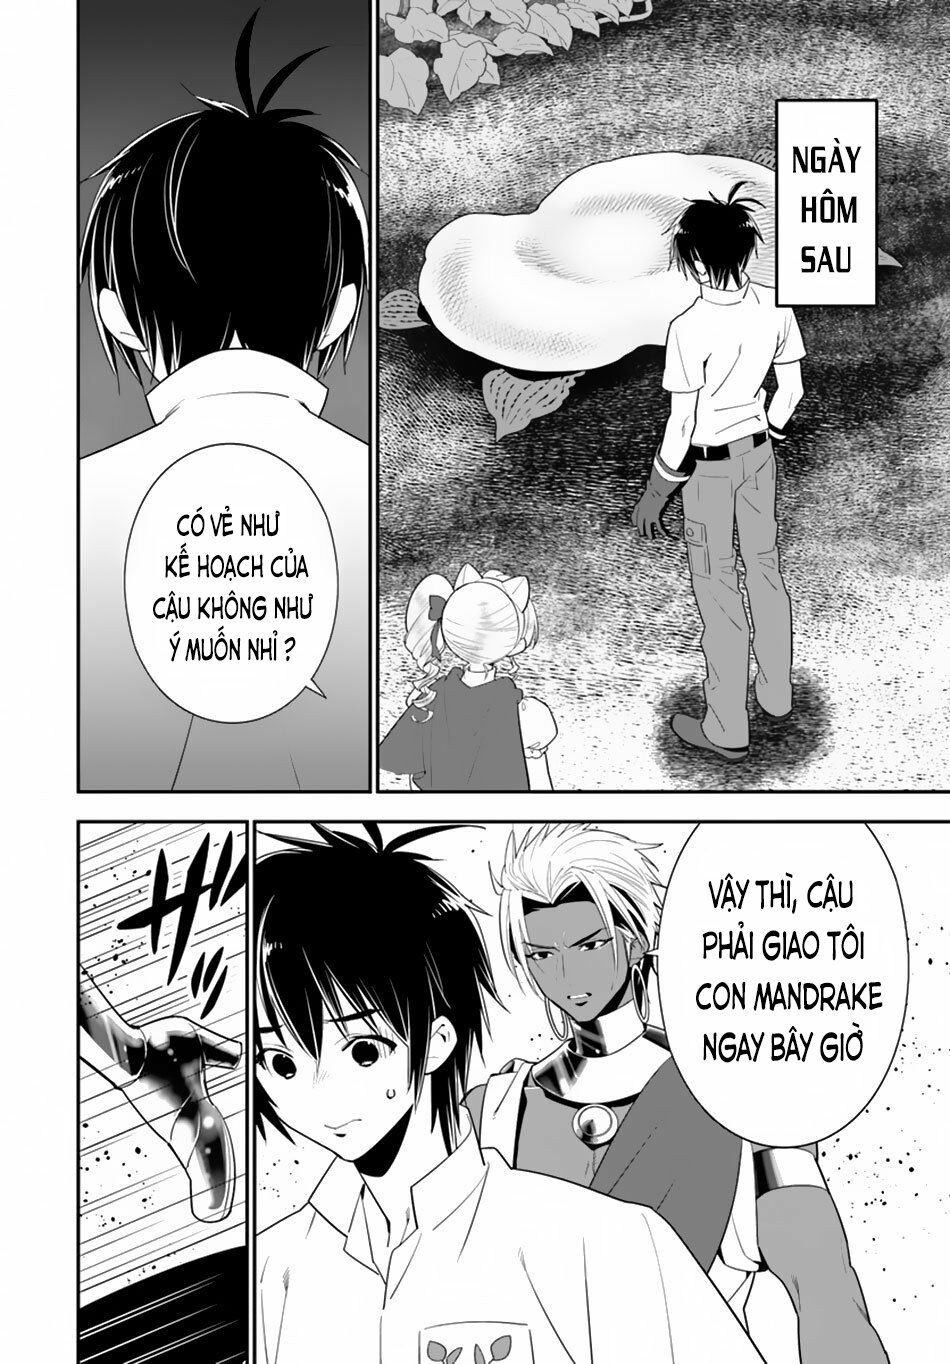 NGÀY
HÔM
SAU
CÓ VẺ NHƯ
KẾ HOẠCH CỦA
CẬU KHÔNG NHƯ
Ý MUỐN NHỈ ?
VẬY THÌ, CẬU
PHẢI GIAO TÔI
CON MANDRAKE
NGAY BÂY GIỜ